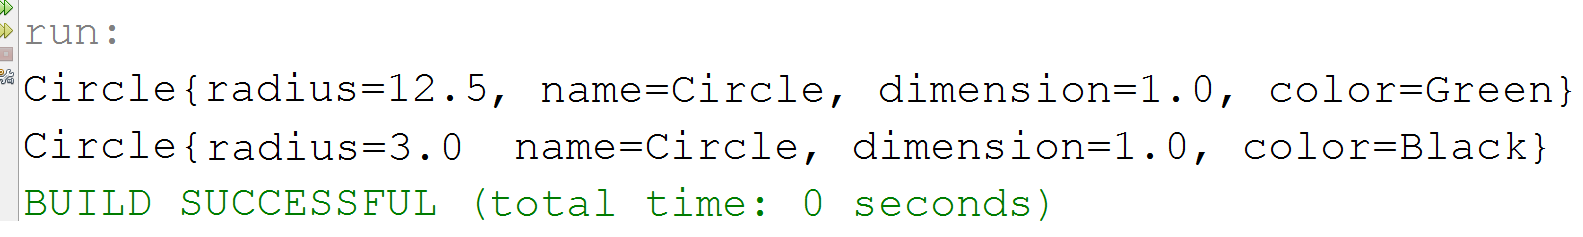 run:
Circle{radius=12.5, name=Circle, dimension=1.0, color=Green}
Circle{radius=3.0  name=Circle, dimension=1.0, color=Black}
BUILD SUCCESSFUL (total time: 0 seconds)